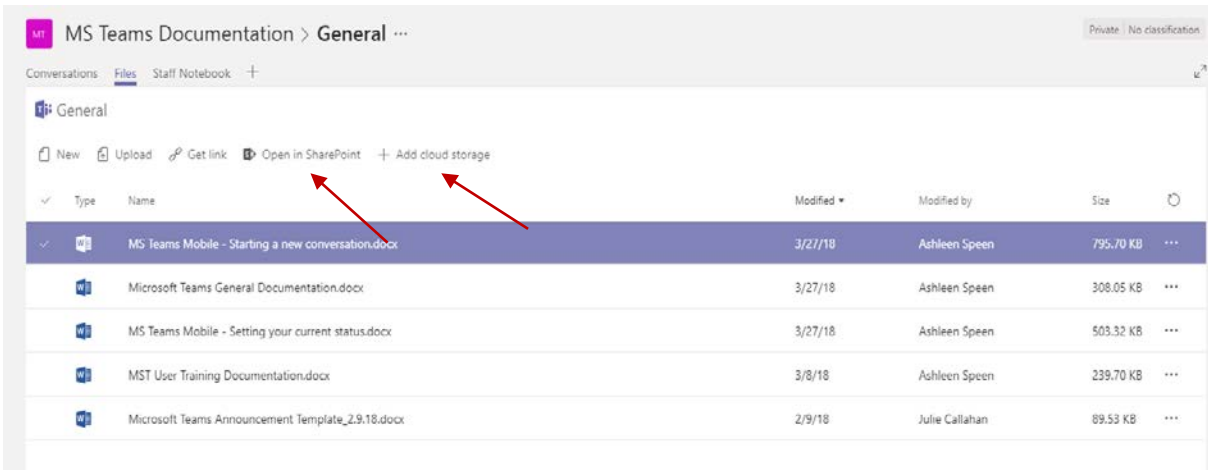 MT MS Teams Documentation > General ... Private No classification
Conversations Files Staff Notebook +
General
New Upload Get link Open in SharePoint + Add cloud storage
Type Name Modified Modified by Size
MS Teams Mobile - Starting a new conversation.docx 3/27/18 Ashleen Speen 795.70 KB ...
Microsoft Teams General Documentation.docx 3/27/18 Ashleen Speen 308.05 KB ...
MS Teams Mobile - Setting your current status.docx 3/27/18 Ashleen Speen 503.32 KB ...
MST User Training Documentation.docx 3/8/18 Ashleen Speen 239.70 KB ...
Microsoft Teams Announcement Template_2.9.18.docx 2/9/18 Julie Callahan 89.53 KB ...